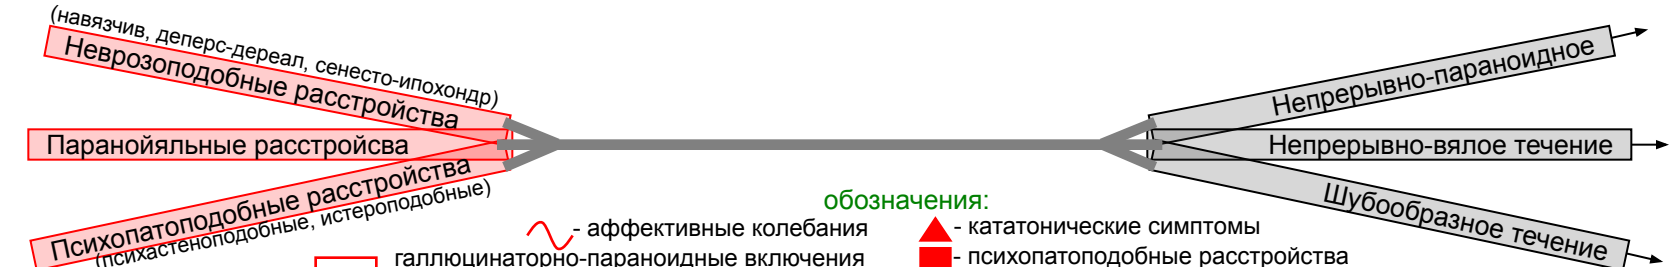 (навязчив, деперс-дереал, сенесто-ипохондр)
Неврозоподобные расстройства
Паранойяльные расстройсва
Психопатоподобные расстройства
(психастеноподобные, истероподобные)
Непрерывно-параноидное
Непрерывно-вялое течение
Шубообразное течение
обозначения:
- аффективные колебания
- кататонические симптомы
галлюцинаторно-параноидные включения
- психопатоподобные расстройства